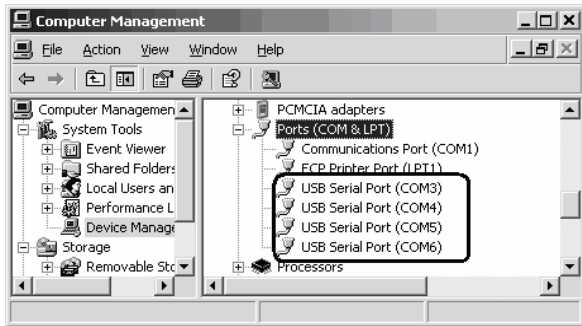 Computer Management
File Action View Window Help
Computer Managemen
System Tools
Event Viewer
Shared Folders
Local Users an
Performance L
Device Manage
Storage
Removable Sto
PCMCIA adapters
Ports (COM & LPT)
Communications Port (COM1)
ECP Printer Port (LPT1)
USB Serial Port (COM3)
USB Serial Port (COM4)
USB Serial Port (COM5)
USB Serial Port (COM6)
Processors